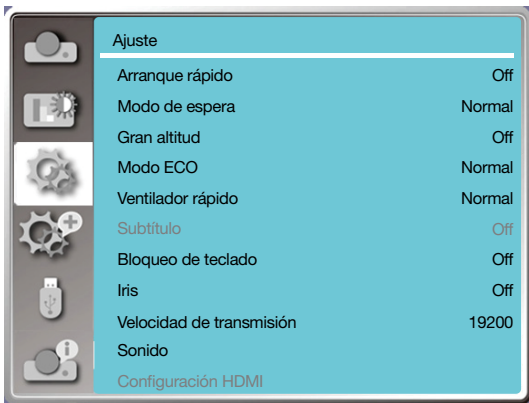 Ajuste
Arranque rápido Off
Modo de espera Normal
Gran altitud Off
Modo ECO Normal
Ventilador rápido Normal
Subtítulo Off
Bloqueo de teclado Off
Iris Off
Velocidad de transmisión 19200
Sonido
Configuración HDMI